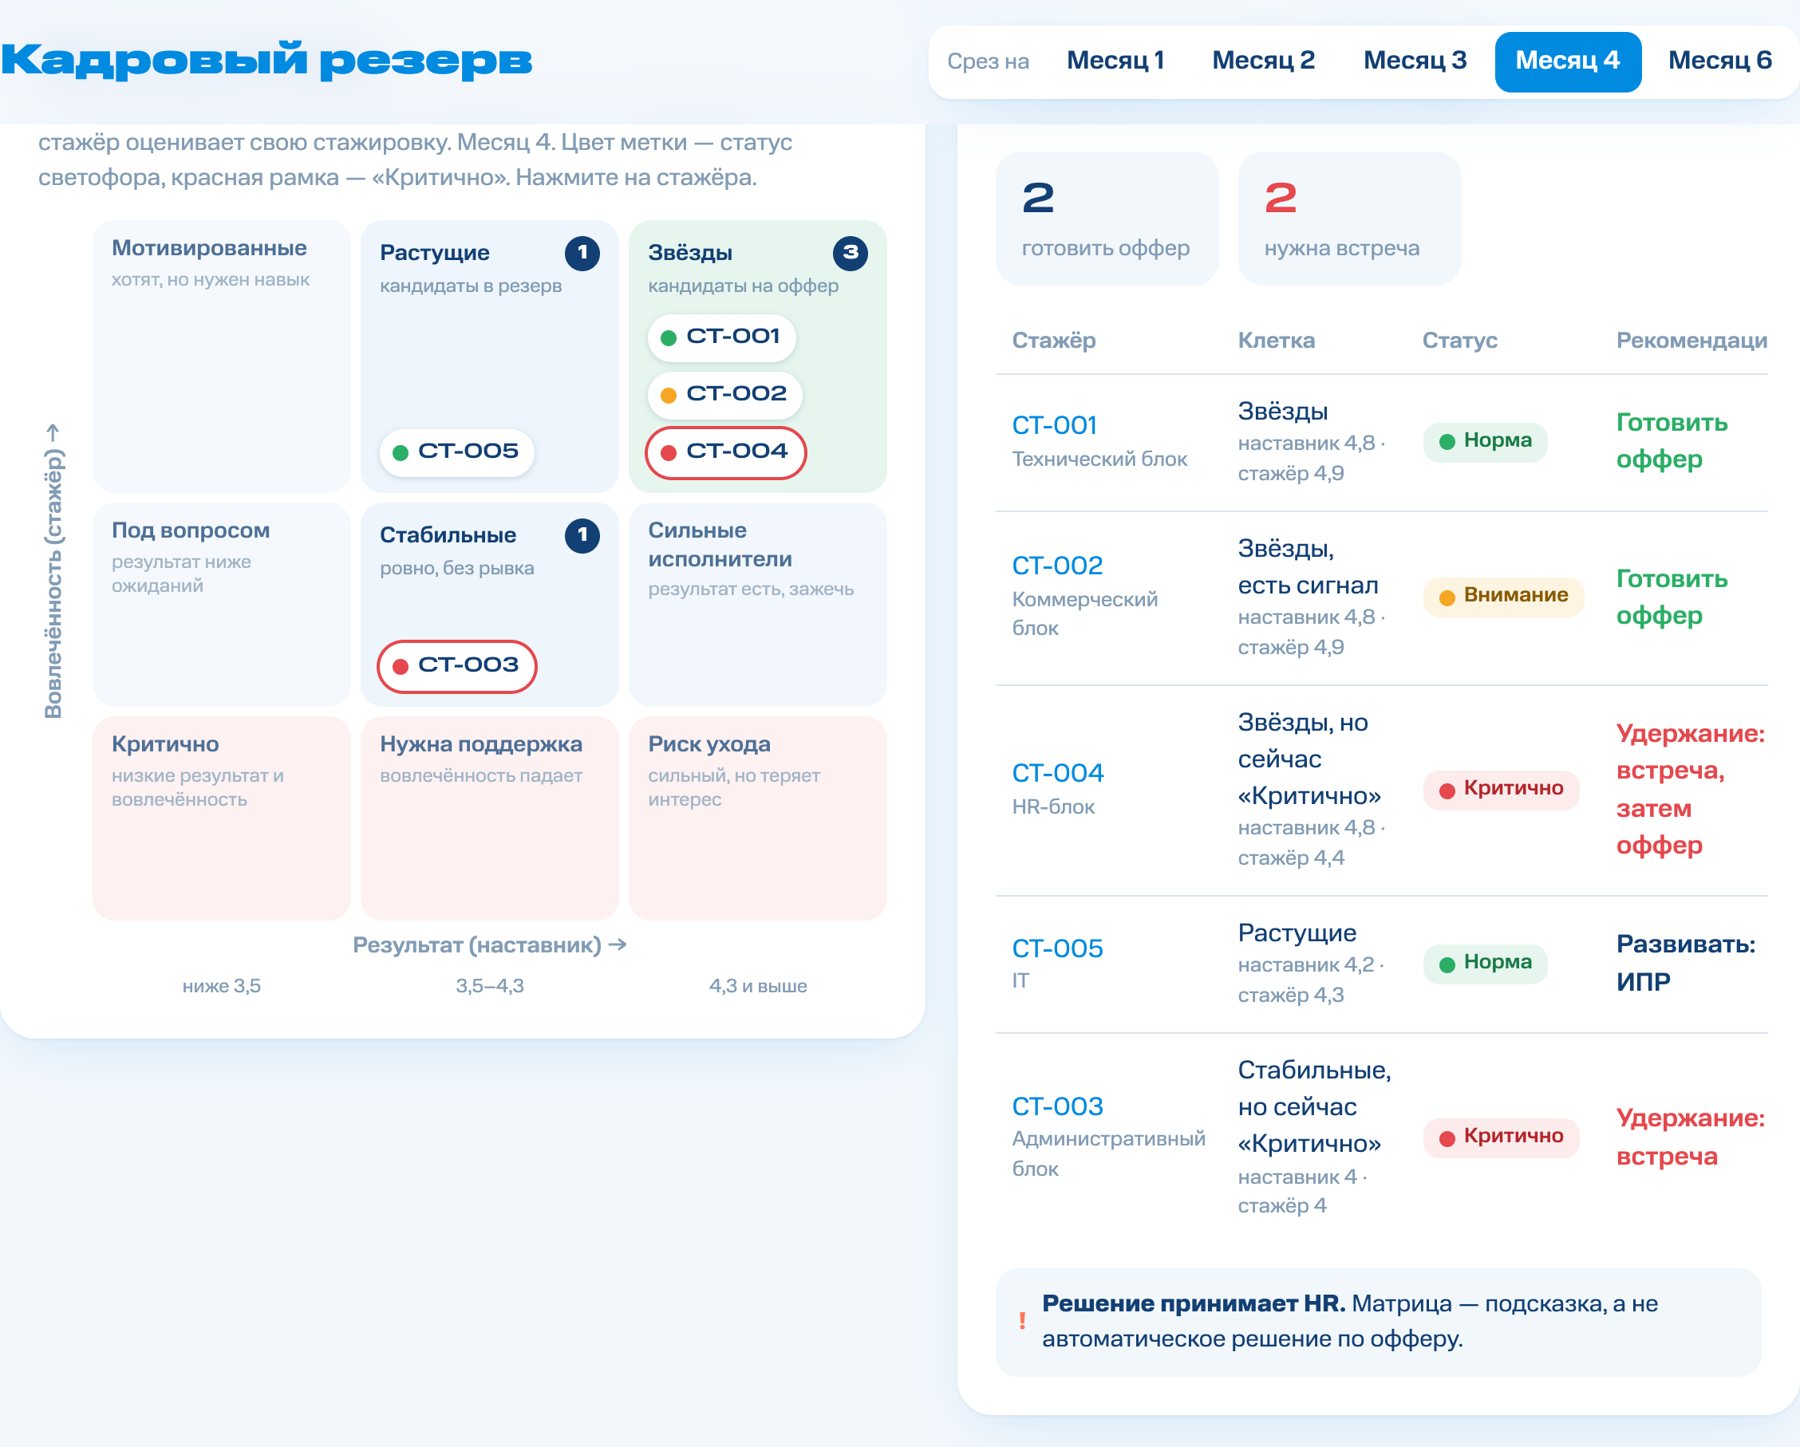 Кадровый резерв
Срез на
Месяц 1
Месяц 2
Месяц 3
Месяц 4
Месяц 6
стажёр оценивает свою стажировку. Месяц 4. Цвет метки — статус
светофора, красная рамка — «Критично». Нажмите на стажёра.
Вовлечённость (стажёр) →
Мотивированные
хотят, но нужен навык
Растущие
1
кандидаты в резерв
СТ-005
Звёзды
3
кандидаты на оффер
СТ-001
СТ-002
СТ-004
Под вопросом
результат ниже
ожиданий
Стабильные
1
ровно, без рывка
СТ-003
Сильные
исполнители
результат есть, зажечь
Критично
низкие результат и
вовлечённость
Нужна поддержка
вовлечённость падает
Риск ухода
сильный, но теряет
интерес
Результат (наставник) →
ниже 3,5
3,5–4,3
4,3 и выше
2
готовить оффер
2
нужна встреча
Стажёр
Клетка
Статус
Рекомендаци
СТ-001
Технический блок
Звёзды
наставник 4,8 ·
стажёр 4,9
Норма
Готовить
оффер
СТ-002
Коммерческий
блок
Звёзды,
есть сигнал
наставник 4,8 ·
стажёр 4,9
Внимание
Готовить
оффер
СТ-004
HR-блок
Звёзды, но
сейчас
«Критично»
наставник 4,8 ·
стажёр 4,4
Критично
Удержание:
встреча,
затем
оффер
СТ-005
IT
Растущие
наставник 4,2 ·
стажёр 4,3
Норма
Развивать:
ИПР
СТ-003
Административный
блок
Стабильные,
но сейчас
«Критично»
наставник 4 ·
стажёр 4
Критично
Удержание:
встреча
! Решение принимает HR. Матрица — подсказка, а не
автоматическое решение по офферу.